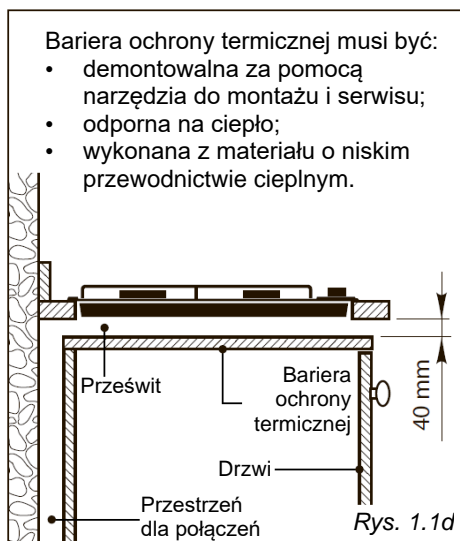 Bariera ochrony termicznej musi być:
• demontowalna za pomocą
narzędzia do montażu i serwisu;
• odporna na ciepło;
• wykonana z materiału o niskim
przewodnictwie cieplnym.
Prześwit
Bariera
ochrony
termicznej
40 mm
Drzwi
Przestrzeń
dla połączeń
Rys. 1.1d